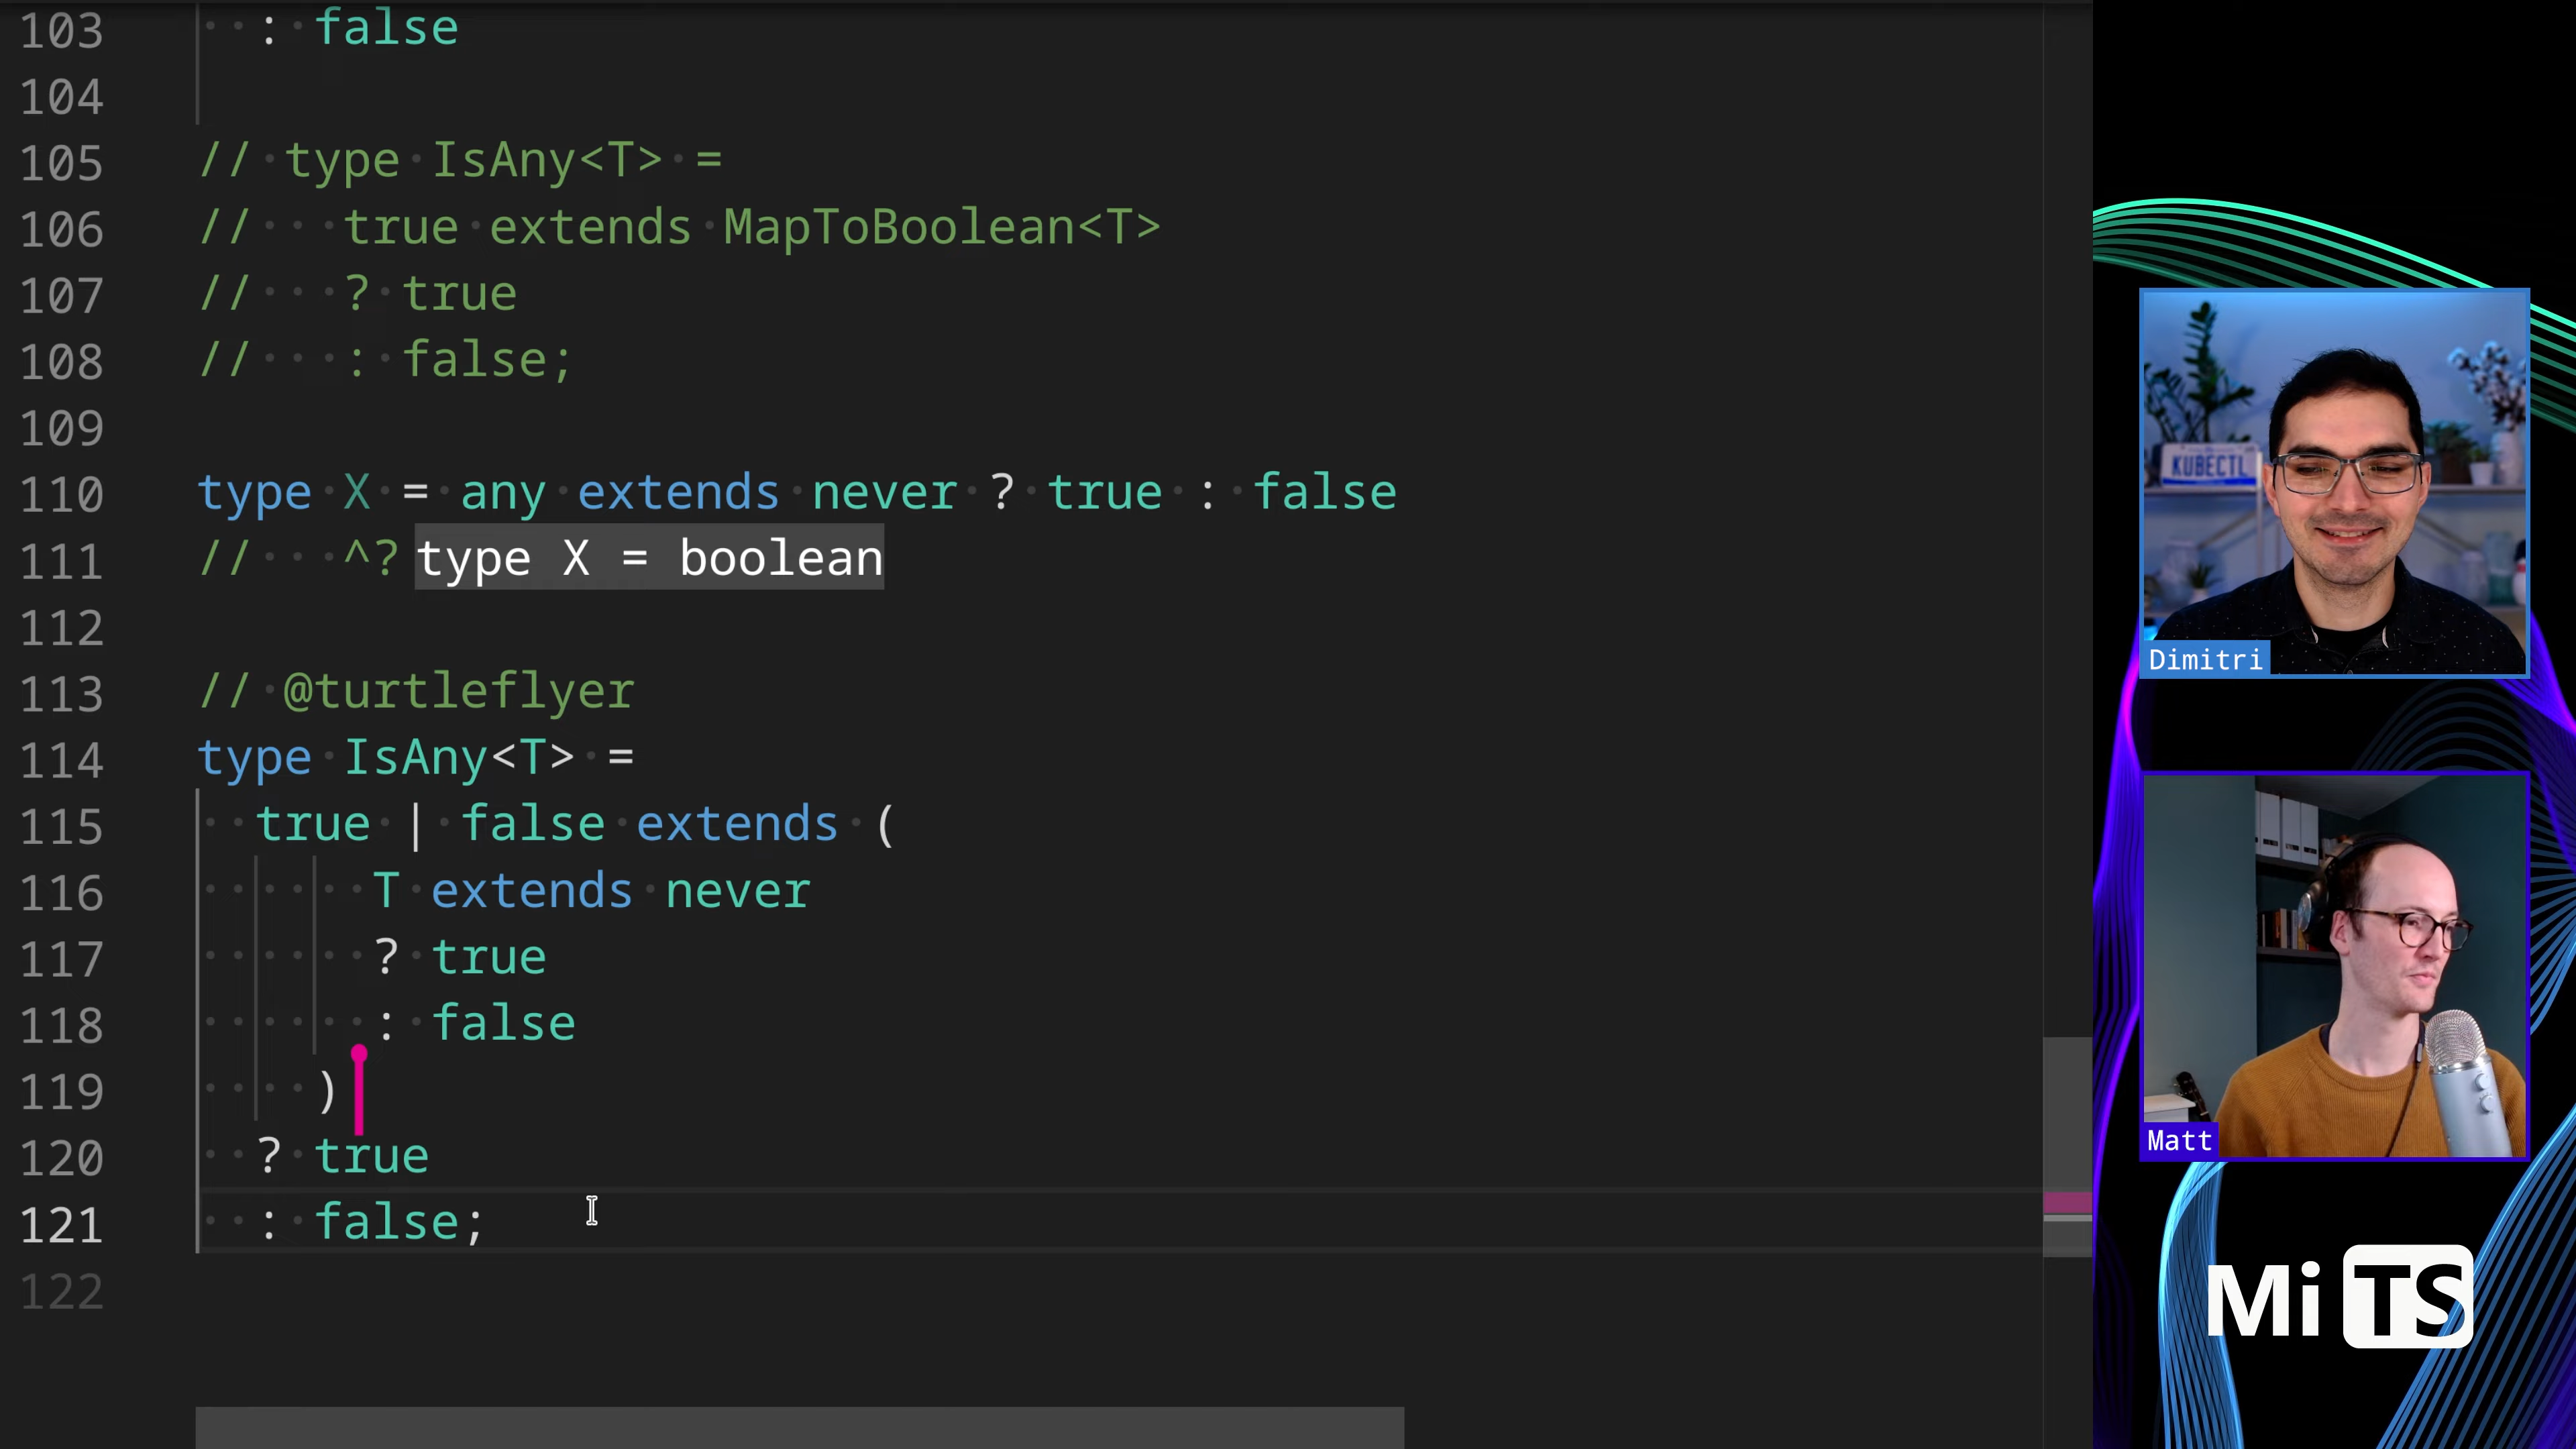 103 : false
104
105 // type IsAny<T> =
106 // true extends MapToBoolean<T>
107 // ? true
108 // : false;
109
110 type X = any extends never ? true : false
111 // ^? type X = boolean
112
113 // @turtleflyer
114 type IsAny<T> =
115 true | false extends (
116 T extends never
117 ? true
118 : false
119 )
120 ? true
121 : false;
122
KUBECTL
Dimitri
Matt
Mi TS